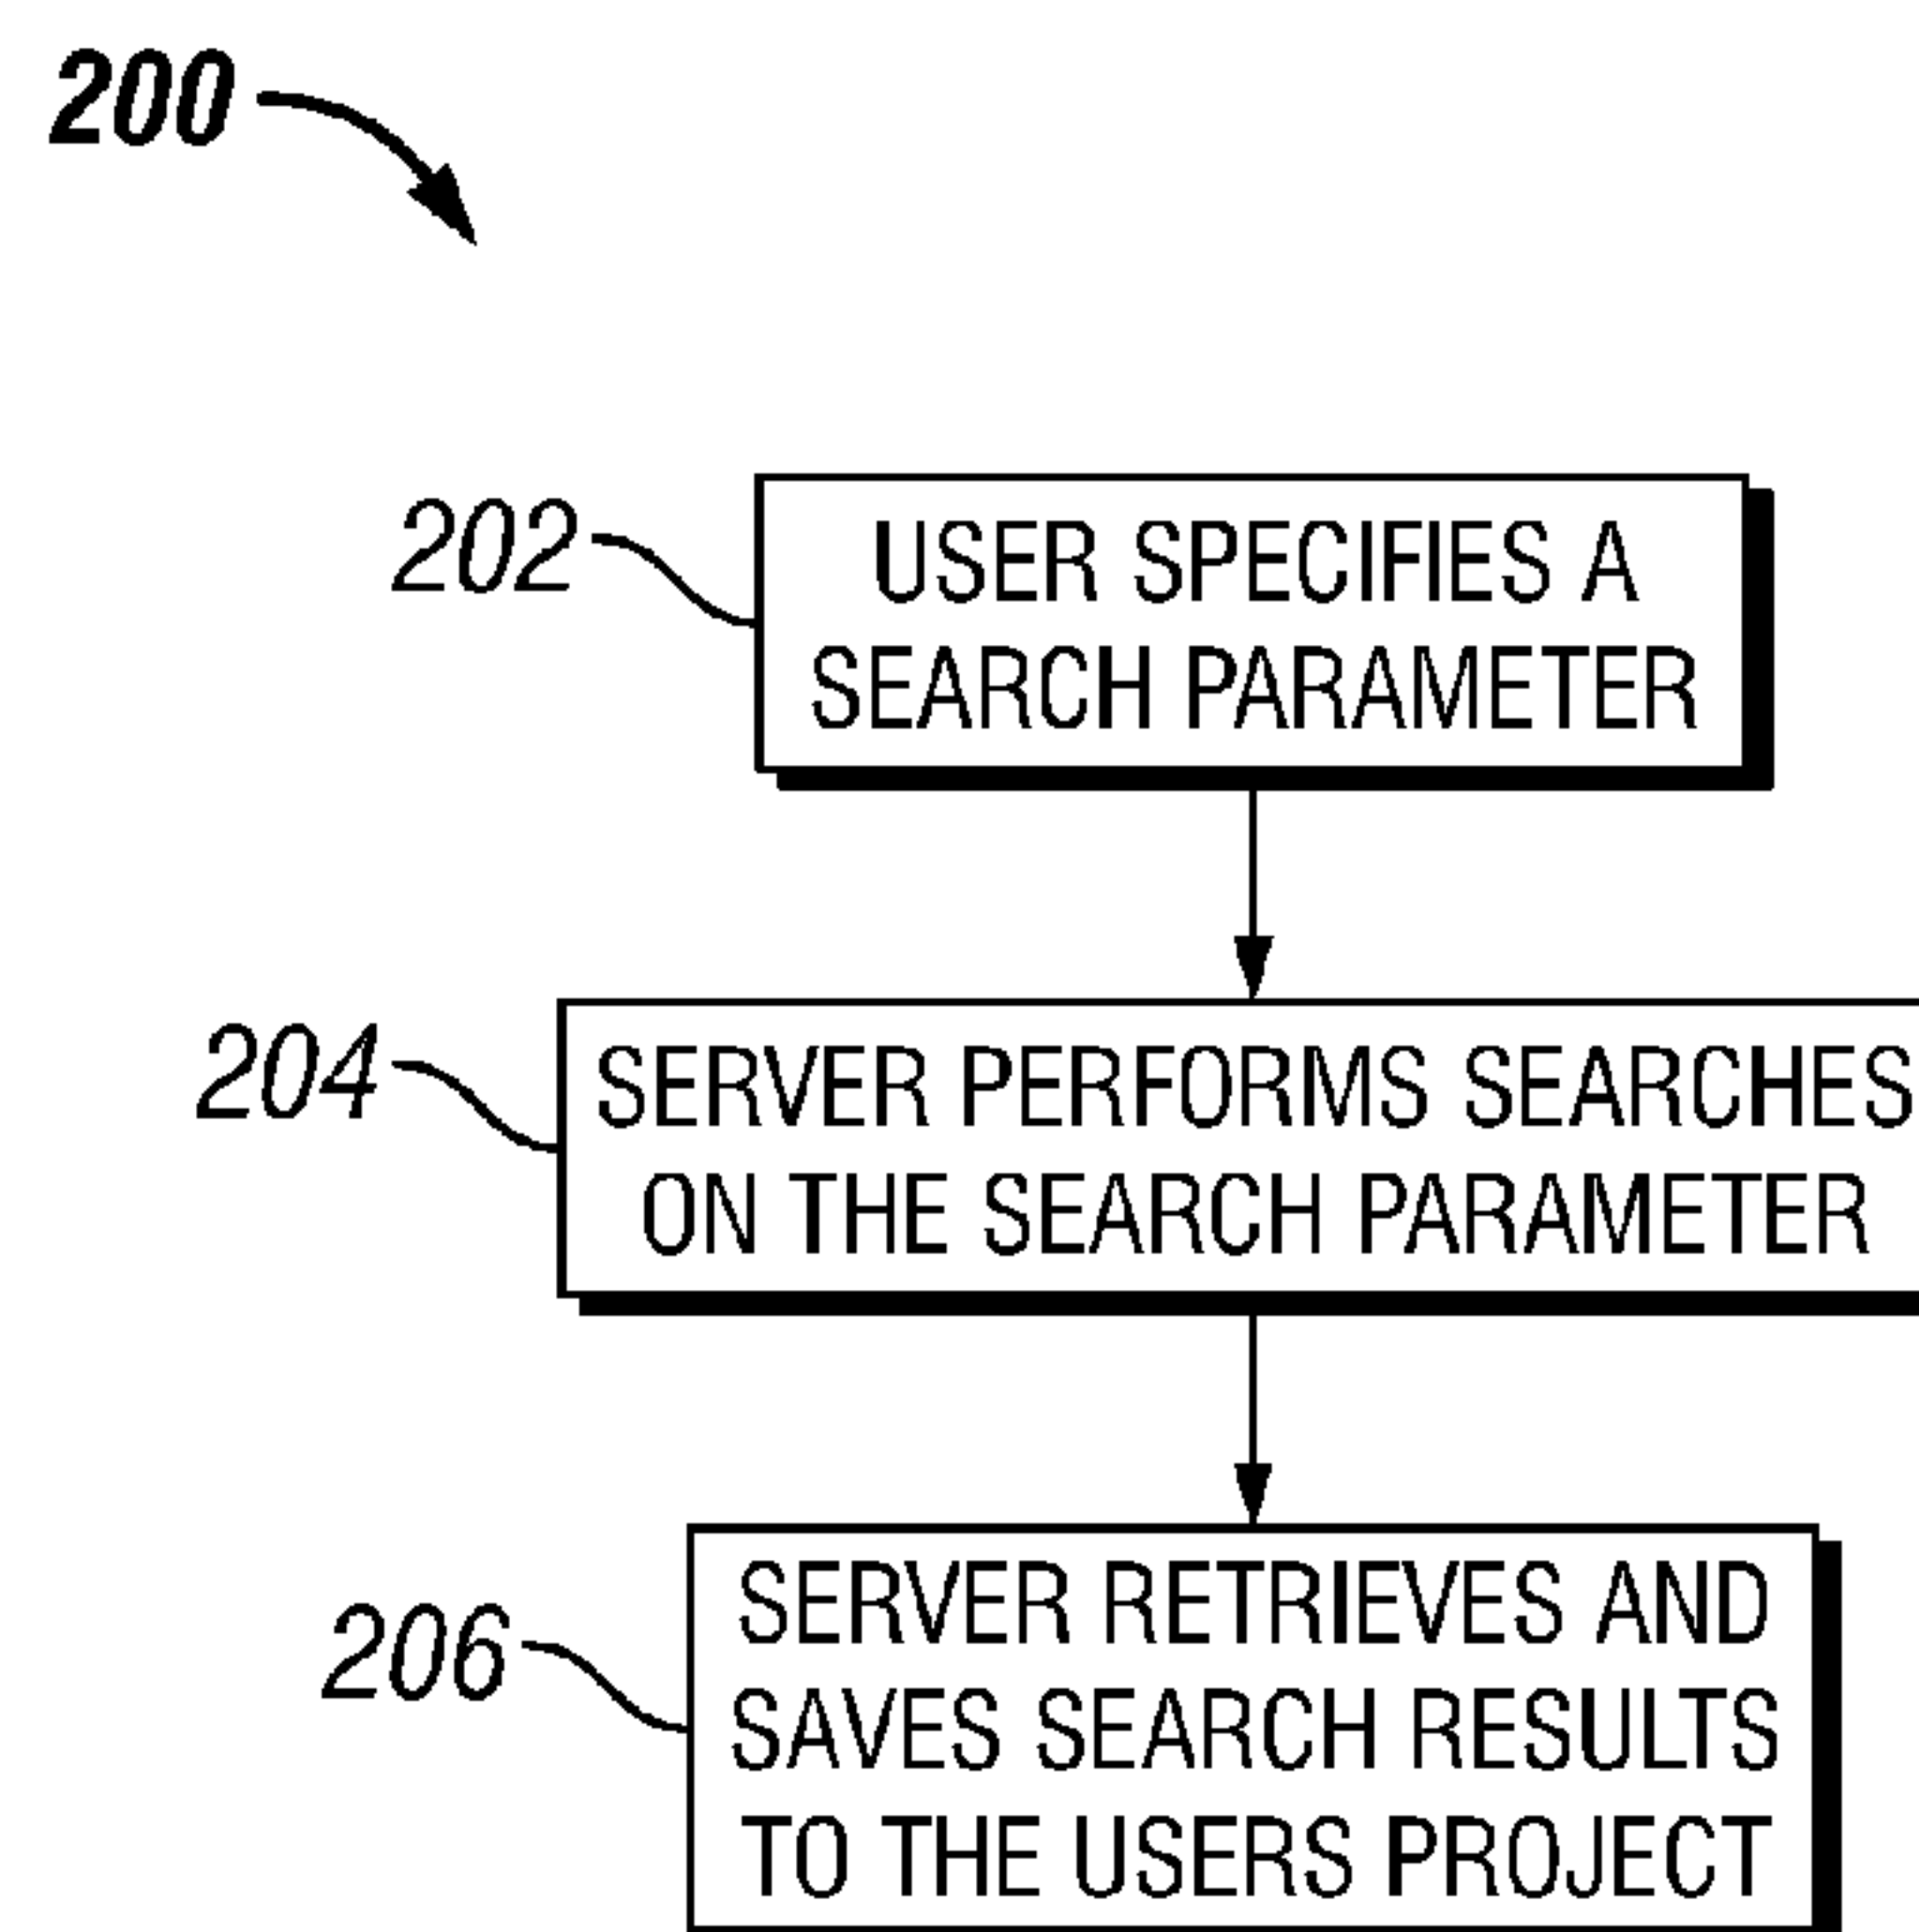 200
202
USER SPECIFIES A
SEARCH PARAMETER
204
SERVER PERFORMS SEARCHES
ON THE SEARCH PARAMETER
206
SERVER RETRIEVES AND
SAVES SEARCH RESULTS
TO THE USERS PROJECT